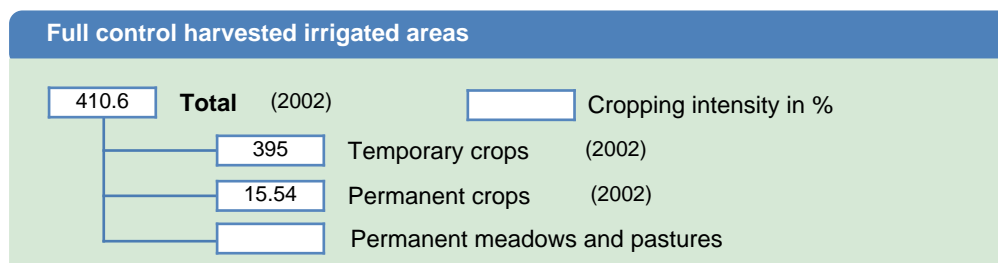 Full control harvested irrigated areas
410.6 Total (2002) Cropping intensity in %
395 Temporary crops (2002)
15.54 Permanent crops (2002)
Permanent meadows and pastures